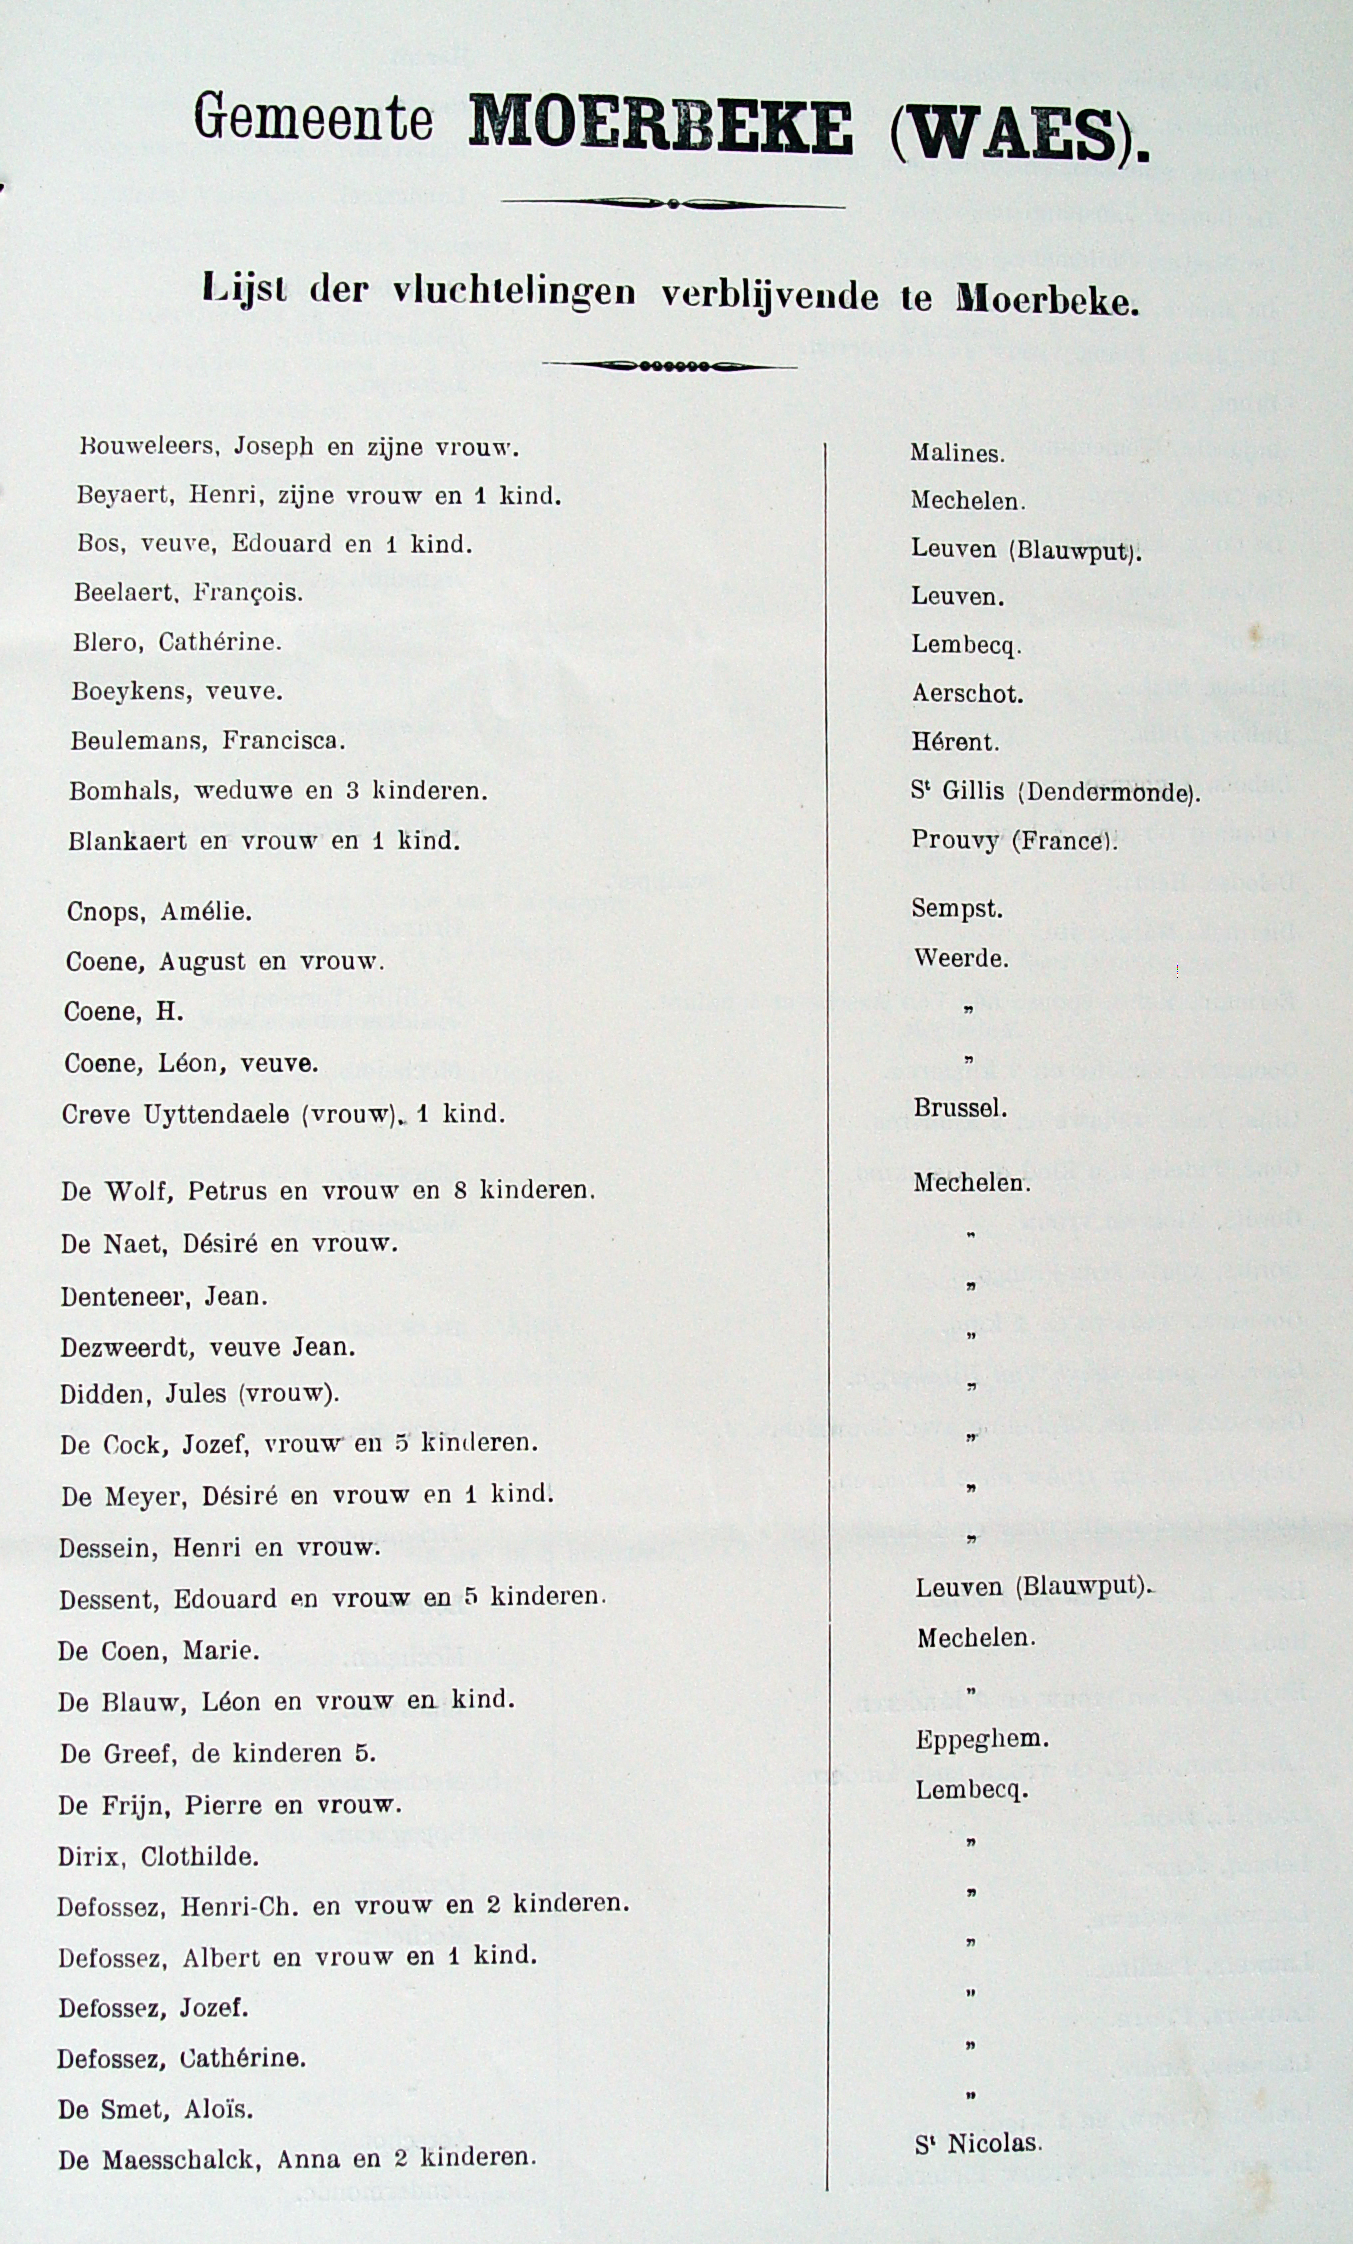 Gemeente MOERBEKE (WAES).
Lijst der vluchtelingen verblijvende te Moerbeke.
Bouweleers, Joseph en zijne vrouw. Malines.
Beyaert, Henri, zijne vrouw en 1 kind. Mechelen.
Bos, veuve, Edouard en 1 kind. Leuven (Blauwput).
Beelaert, François. Leuven.
Blero, Cathérine. Lembecq.
Boeykens, veuve. Aerschot.
Beulemans, Francisca. Hérent.
Bomhals, weduwe en 3 kinderen. St Gillis (Dendermonde).
Blankaert en vrouw en 1 kind. Prouvy (France).
Cnops, Amélie. Sempst.
Coene, August en vrouw. Weerde.
Coene, H. „
Coene, Léon, veuve. „
Creve Uyttendaele (vrouw), 1 kind. Brussel.
De Wolf, Petrus en vrouw en 8 kinderen. Mechelen.
De Naet, Désiré en vrouw. „
Denteneer, Jean. „
Dezweerdt, veuve Jean. „
Didden, Jules (vrouw). „
De Cock, Jozef, vrouw en 5 kinderen. „
De Meyer, Désiré en vrouw en 1 kind. „
Dessein, Henri en vrouw. „
Dessent, Edouard en vrouw en 5 kinderen. Leuven (Blauwput).
De Coen, Marie. Mechelen.
De Blauw, Léon en vrouw en kind. „
De Greef, de kinderen 5. Eppeghem.
De Frijn, Pierre en vrouw. Lembecq.
Dirix, Clothilde. „
Defossez, Henri-Ch. en vrouw en 2 kinderen. „
Defossez, Albert en vrouw en 1 kind. „
Defossez, Jozef. „
Defossez, Cathérine. „
De Smet, Aloïs. „
De Maesschalck, Anna en 2 kinderen. St Nicolas.